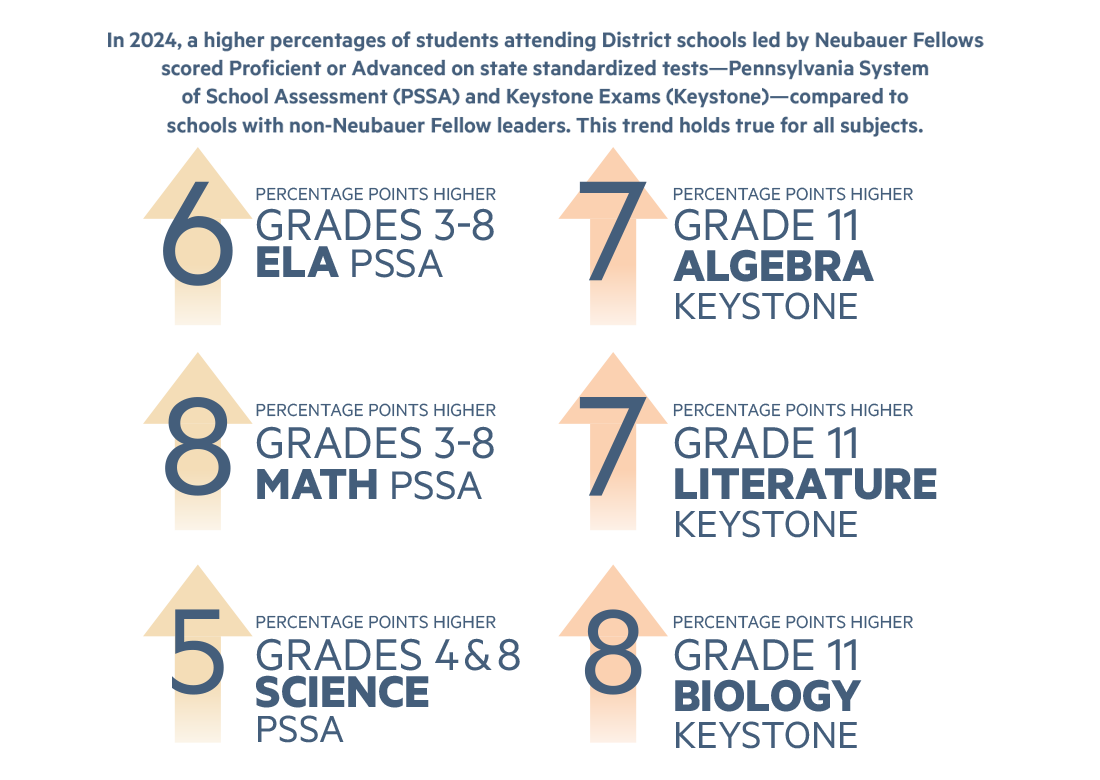 In 2024, a higher percentages of students attending District schools led by Neubauer Fellows
scored Proficient or Advanced on state standardized tests—Pennsylvania System
of School Assessment (PSSA) and Keystone Exams (Keystone)—compared to
schools with non-Neubauer Fellow leaders. This trend holds true for all subjects.
6
PERCENTAGE POINTS HIGHER
GRADES 3-8
ELA PSSA
7
PERCENTAGE POINTS HIGHER
GRADE 11
ALGEBRA
KEYSTONE
8
PERCENTAGE POINTS HIGHER
GRADES 3-8
MATH PSSA
7
PERCENTAGE POINTS HIGHER
GRADE 11
LITERATURE
KEYSTONE
5
PERCENTAGE POINTS HIGHER
GRADES 4&8
SCIENCE
PSSA
8
PERCENTAGE POINTS HIGHER
GRADE 11
BIOLOGY
KEYSTONE